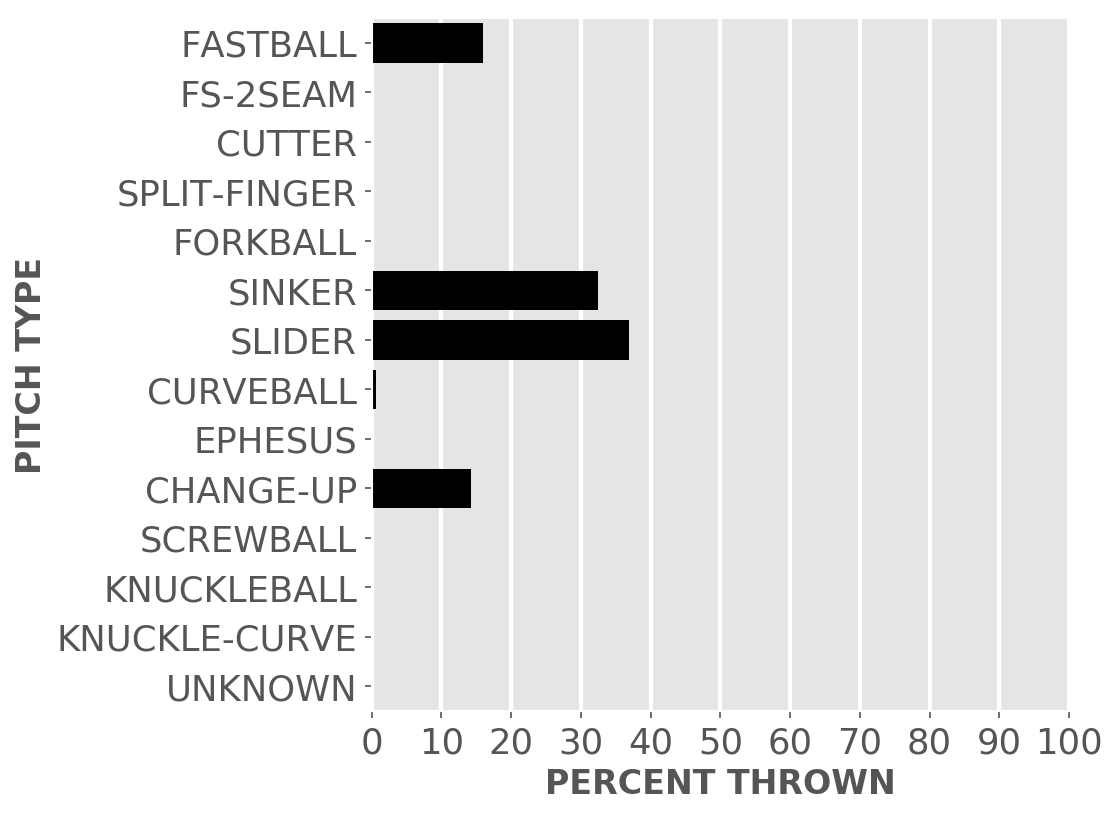 FASTBALL
FS-2SEAM
CUTTER
SPLIT-FINGER
FORKBALL
SINKER
SLIDER
CURVEBALL
EPHESUS
CHANGE-UP
SCREWBALL
KNUCKLEBALL
KNUCKLE-CURVE
UNKNOWN
PITCH TYPE
0 10 20 30 40 50 60 70 80 90 100
PERCENT THROWN